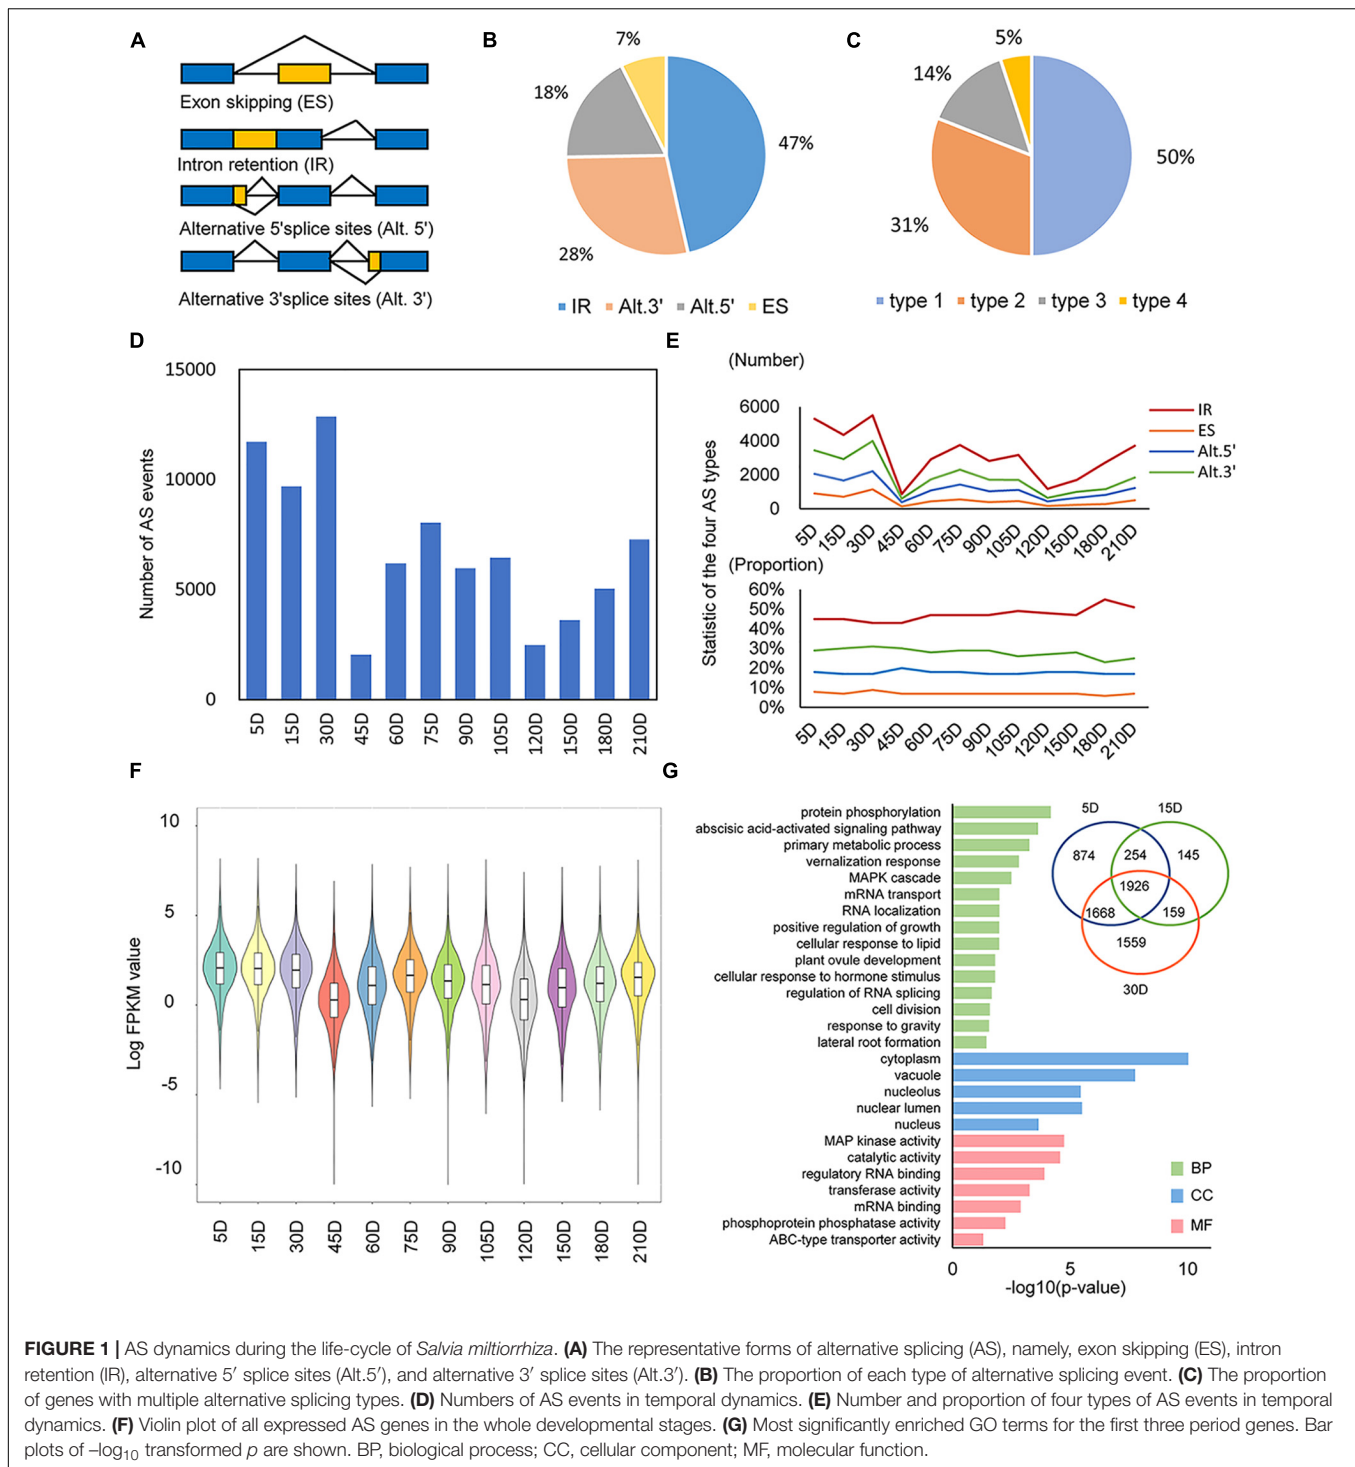 A
Exon skipping (ES)
Intron retention (IR)
Alternative 5'splice sites (Alt. 5')
Alternative 3'splice sites (Alt. 3')
B
7%
18%
47%
28%
IR Alt.3' Alt.5' ES
C
5%
14%
50%
31%
type 1 type 2 type 3 type 4
D
Number of AS events
15000
10000
5000
0
5D 15D 30D 45D 60D 75D 90D 105D 120D 150D 180D 210D
E
Statistic of the four AS types
(Number)
6000
4000
2000
0
IR
ES
Alt.5'
Alt.3'
5D 15D 30D 45D 60D 75D 90D 105D 120D 150D 180D 210D
(Proportion)
60%
50%
40%
30%
20%
10%
0%
5D 15D 30D 45D 60D 75D 90D 105D 120D 150D 180D 210D
F
Log FPKM value
10
5
0
-5
-10
5D 15D 30D 45D 60D 75D 90D 105D 120D 150D 180D 210D
G
protein phosphorylation
abscisic acid-activated signaling pathway
primary metabolic process
vernalization response
MAPK cascade
mRNA transport
RNA localization
positive regulation of growth
cellular response to lipid
plant ovule development
cellular response to hormone stimulus
regulation of RNA splicing
cell division
response to gravity
lateral root formation
cytoplasm
vacuole
nucleolus
nuclear lumen
nucleus
MAP kinase activity
catalytic activity
regulatory RNA binding
transferase activity
mRNA binding
phosphoprotein phosphatase activity
ABC-type transporter activity
0 5 10
-log10(p-value)
5D 15D
874 254 145
1926
1668 159
1559
30D
BP
CC
MF
FIGURE 1 | AS dynamics during the life-cycle of Salvia miltiorrhiza. (A) The representative forms of alternative splicing (AS), namely, exon skipping (ES), intron
retention (IR), alternative 5′ splice sites (Alt.5′), and alternative 3′ splice sites (Alt.3′). (B) The proportion of each type of alternative splicing event. (C) The proportion
of genes with multiple alternative splicing types. (D) Numbers of AS events in temporal dynamics. (E) Number and proportion of four types of AS events in temporal
dynamics. (F) Violin plot of all expressed AS genes in the whole developmental stages. (G) Most significantly enriched GO terms for the first three period genes. Bar
plots of –log10 transformed p are shown. BP, biological process; CC, cellular component; MF, molecular function.